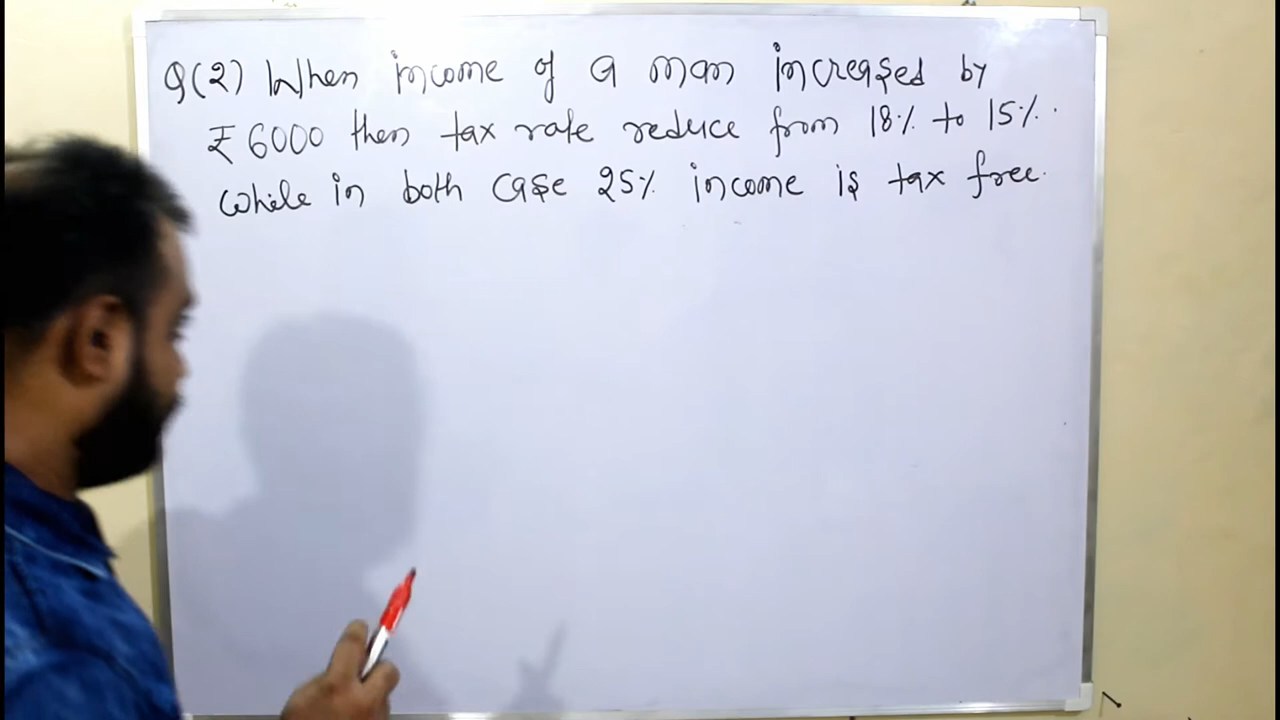 Q(2) When income of a man increased by
₹ 6000 then tax rate reduce from 18% to 15%.
While in both case 25% income is tax free.